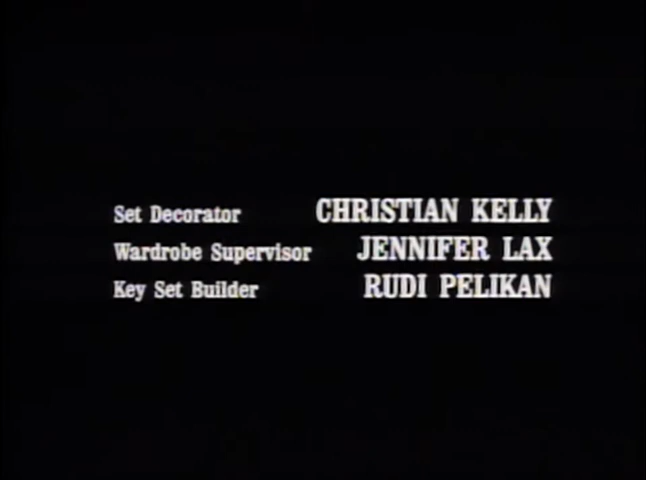 Set Decorator CHRISTIAN KELLY
Wardrobe Supervisor JENNIFER LAX
Key Set Builder RUDI PELIKAN